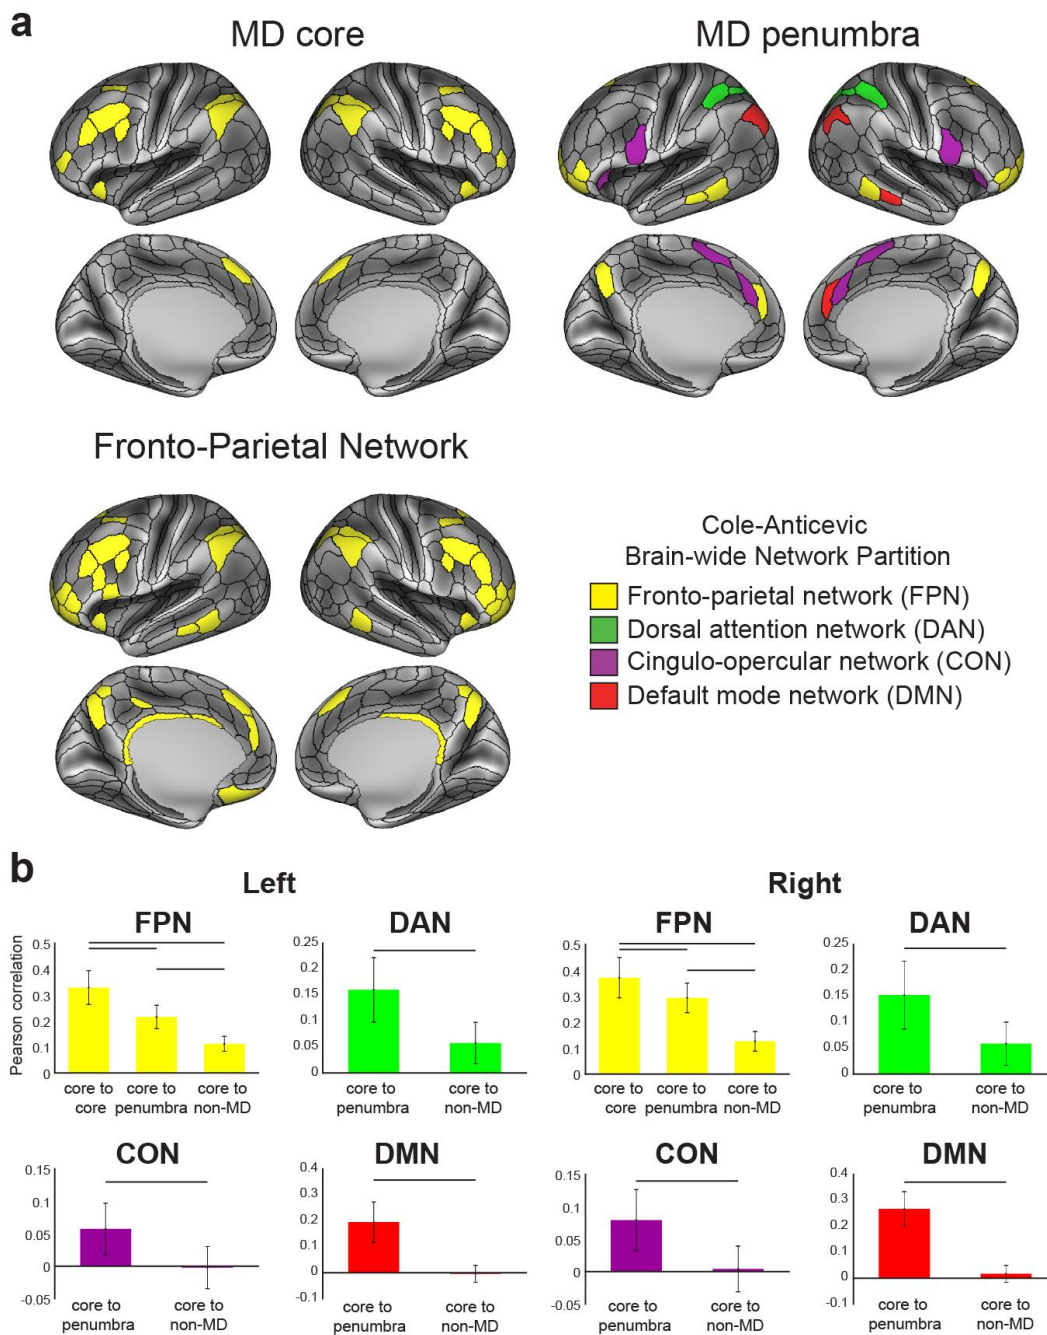 a
MD core
MD penumbra
Fronto-Parietal Network
Cole-Anticevic
Brain-wide Network Partition
Fronto-parietal network (FPN)
Dorsal attention network (DAN)
Cingulo-opercular network (CON)
Default mode network (DMN)
b
Left
Right
FPN
Pearson correlation
0.5
0.4
0.3
0.2
0.1
0
core to core
core to penumbra
core to non-MD
DAN
0.25
0.2
0.15
0.1
0.05
0
core to penumbra
core to non-MD
FPN
0.5
0.4
0.3
0.2
0.1
0
core to core
core to penumbra
core to non-MD
DAN
0.25
0.2
0.15
0.1
0.05
0
core to penumbra
core to non-MD
CON
0.15
0.1
0.05
0
-0.05
core to penumbra
core to non-MD
DMN
0.4
0.3
0.2
0.1
0
-0.1
core to penumbra
core to non-MD
CON
0.15
0.1
0.05
0
-0.05
core to penumbra
core to non-MD
DMN
0.4
0.3
0.2
0.1
0
-0.1
core to penumbra
core to non-MD